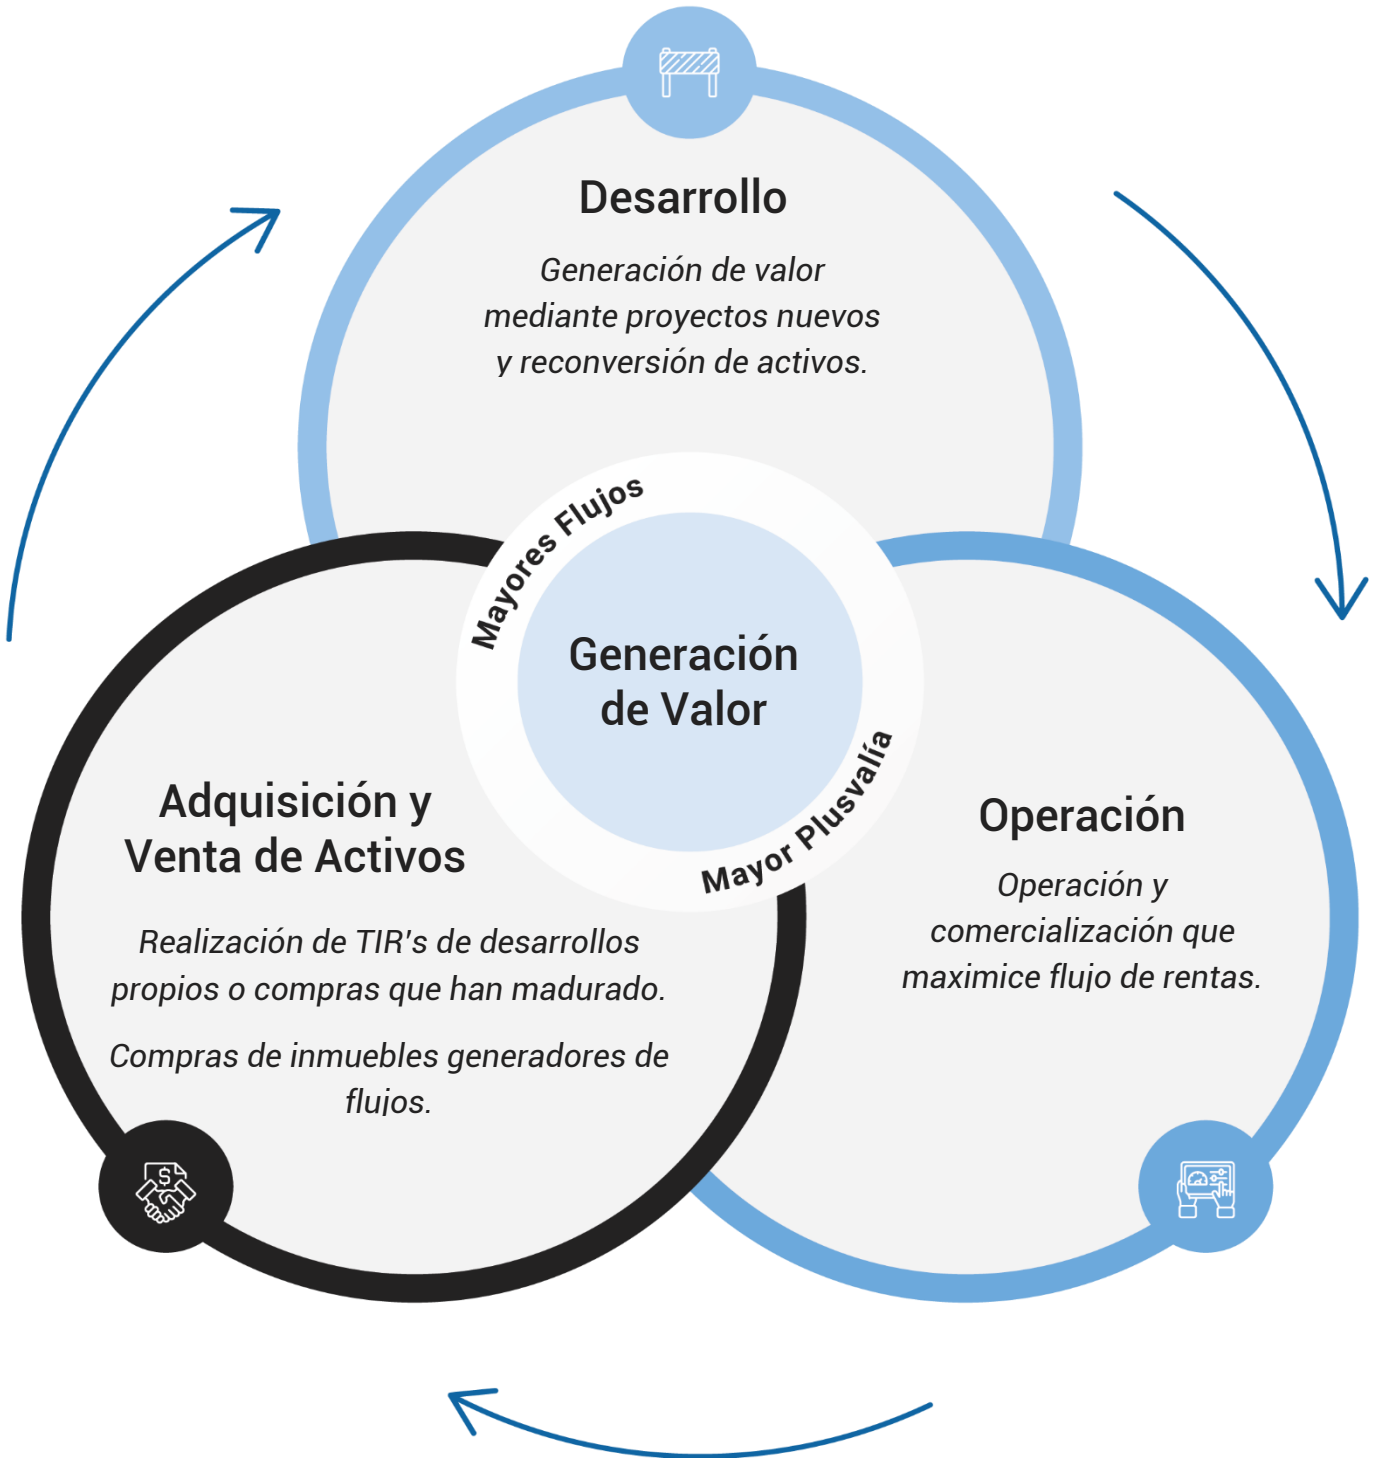 Desarrollo
Generación de valor
mediante proyectos nuevos
y reconversión de activos.
Mayores Flujos
Generación
de Valor
Mayor Plusvalía
Adquisición y
Venta de Activos
Realización de TIR's de desarrollos
propios o compras que han madurado.
Compras de inmuebles generadores de
flujos.
Operación
Operación y
comercialización que
maximice flujo de rentas.
$